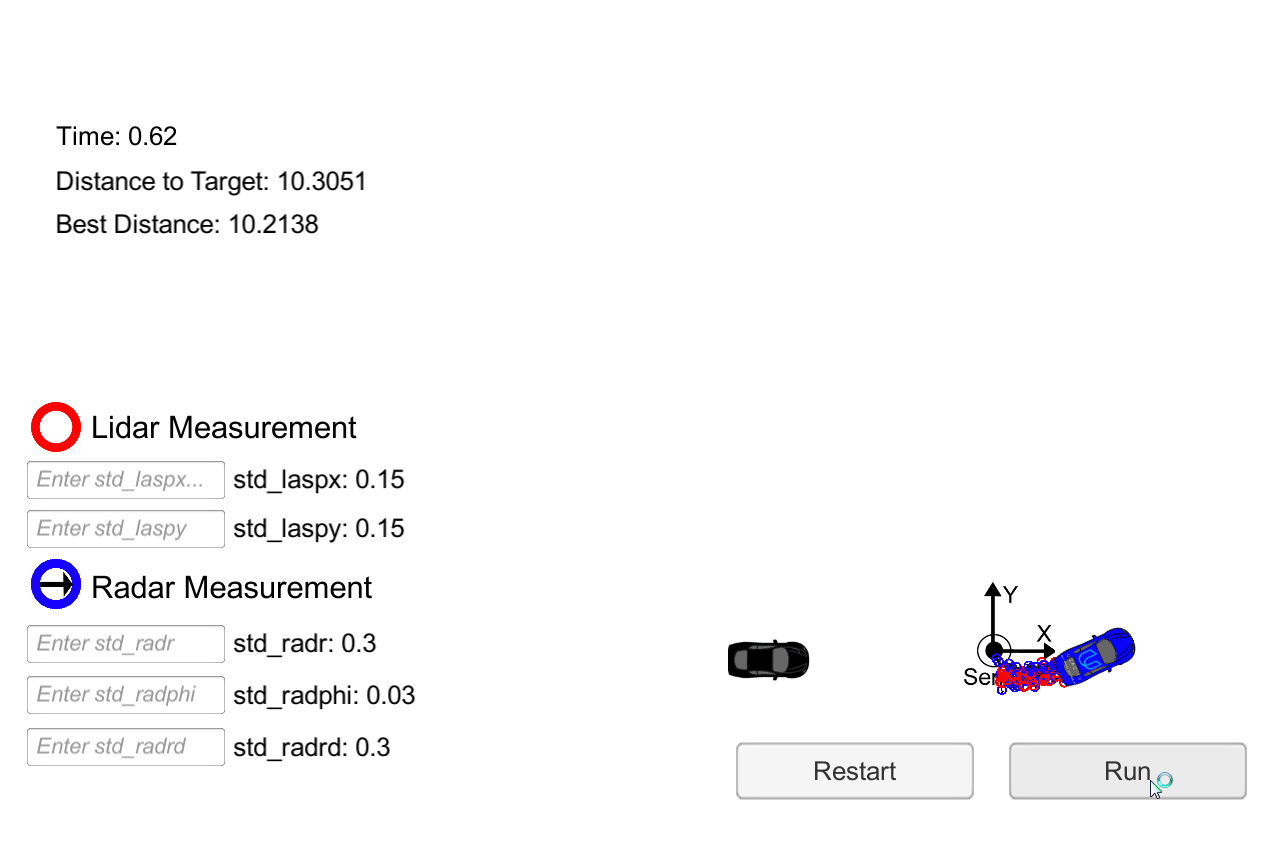 Time: 0.62
Distance to Target: 10.3051
Best Distance: 10.2138
Lidar Measurement
Enter std_laspx...
std_laspx: 0.15
Enter std_laspy
std_laspy: 0.15
Radar Measurement
Enter std_radr
std_radr: 0.3
Enter std_radphi
std_radphi: 0.03
Enter std_radrd
std_radrd: 0.3
Y
X
Restart
Run